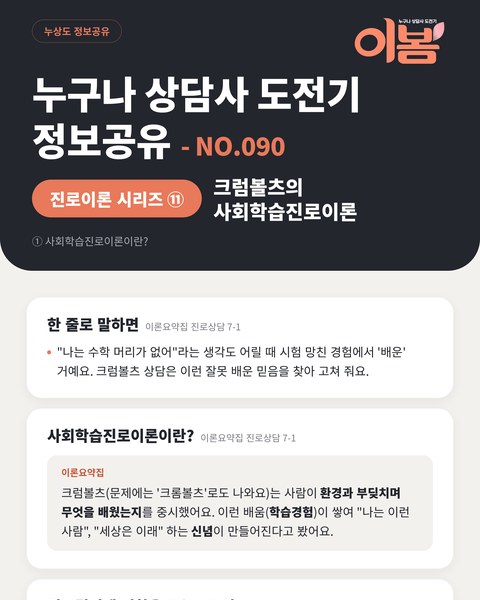 누상도 정보공유
누구나 상담사 도전기
이봄
누구나 상담사 도전기
정보공유 - NO.090
진로이론 시리즈 ⑪
크럼볼츠의
사회학습진로이론
① 사회학습진로이론이란?
한 줄로 말하면 이론요약집 진로상담 7-1
• "나는 수학 머리가 없어"라는 생각도 어릴 때 시험 망친 경험에서 '배운'
거예요. 크럼볼츠 상담은 이런 잘못 배운 믿음을 찾아 고쳐 줘요.
사회학습진로이론이란? 이론요약집 진로상담 7-1
이론요약집
크럼볼츠(문제에는 '크롬볼츠'로도 나와요)는 사람이 환경과 부딪치며
무엇을 배웠는지를 중시했어요. 이런 배움(학습경험)이 쌓여 "나는 이런
사람", "세상은 이래" 하는 신념이 만들어진다고 봤어요.